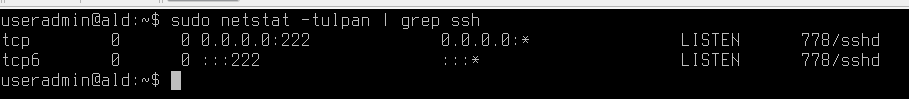 useradmin@ald:~$ sudo netstat -tulpan | grep ssh
tcp 0 0 0.0.0.0:222 0.0.0.0:* LISTEN 778/sshd
tcp6 0 0 :::222 :::* LISTEN 778/sshd
useradmin@ald:~$